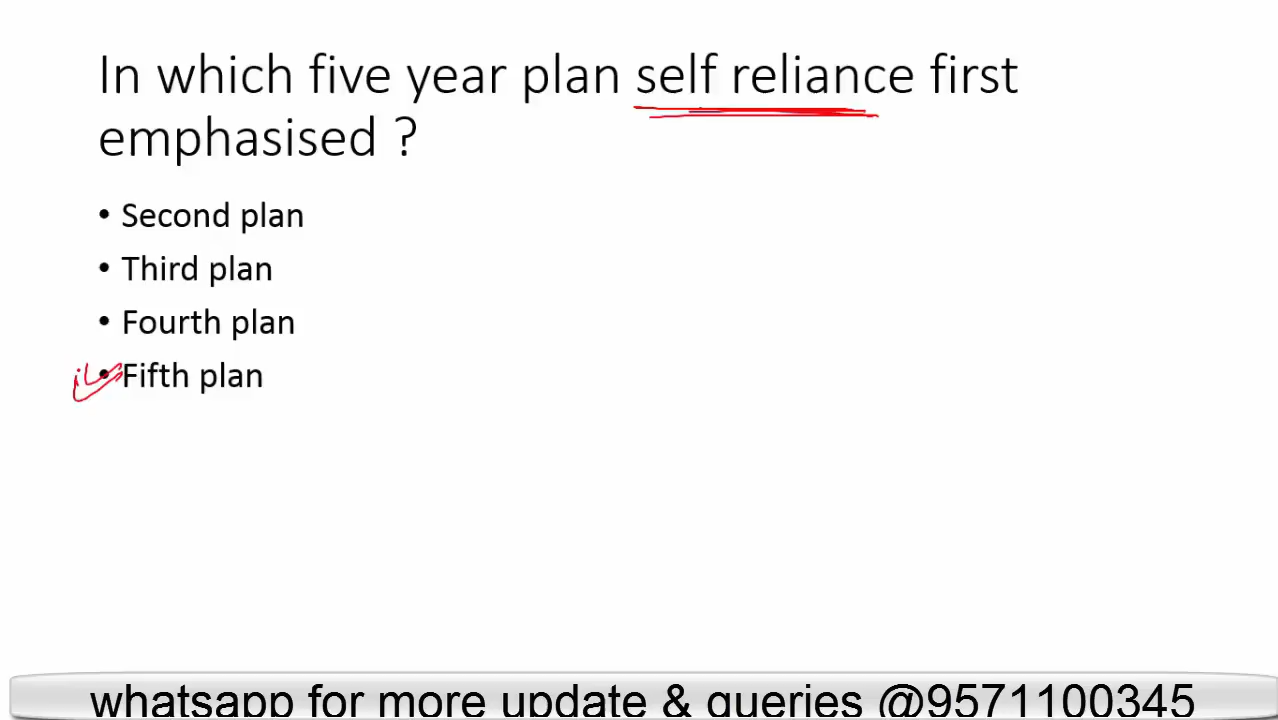 In which five year plan self reliance first
emphasised ?
• Second plan
• Third plan
• Fourth plan
• Fifth plan
whatsapp for more update & queries @9571100345